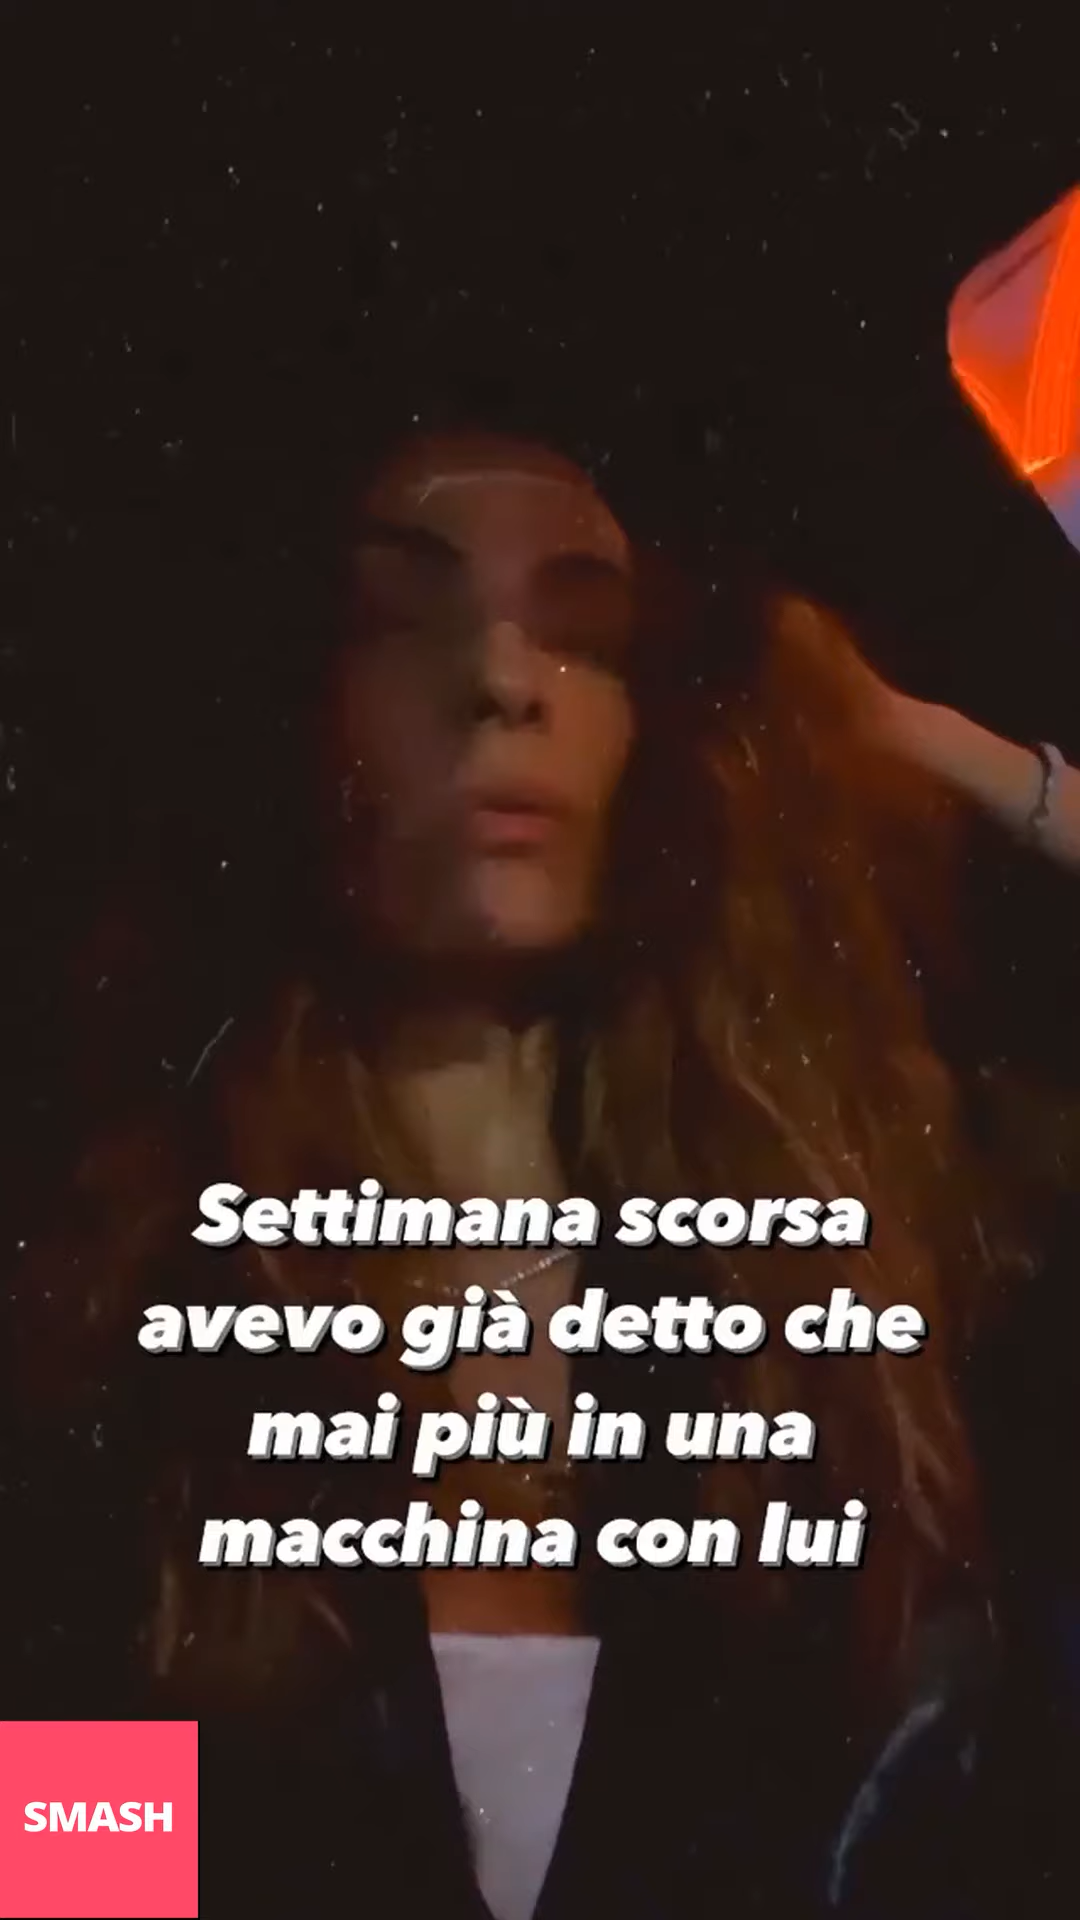 Settimana scorsa
avevo già detto che
mai più in una
macchina con lui
SMASH